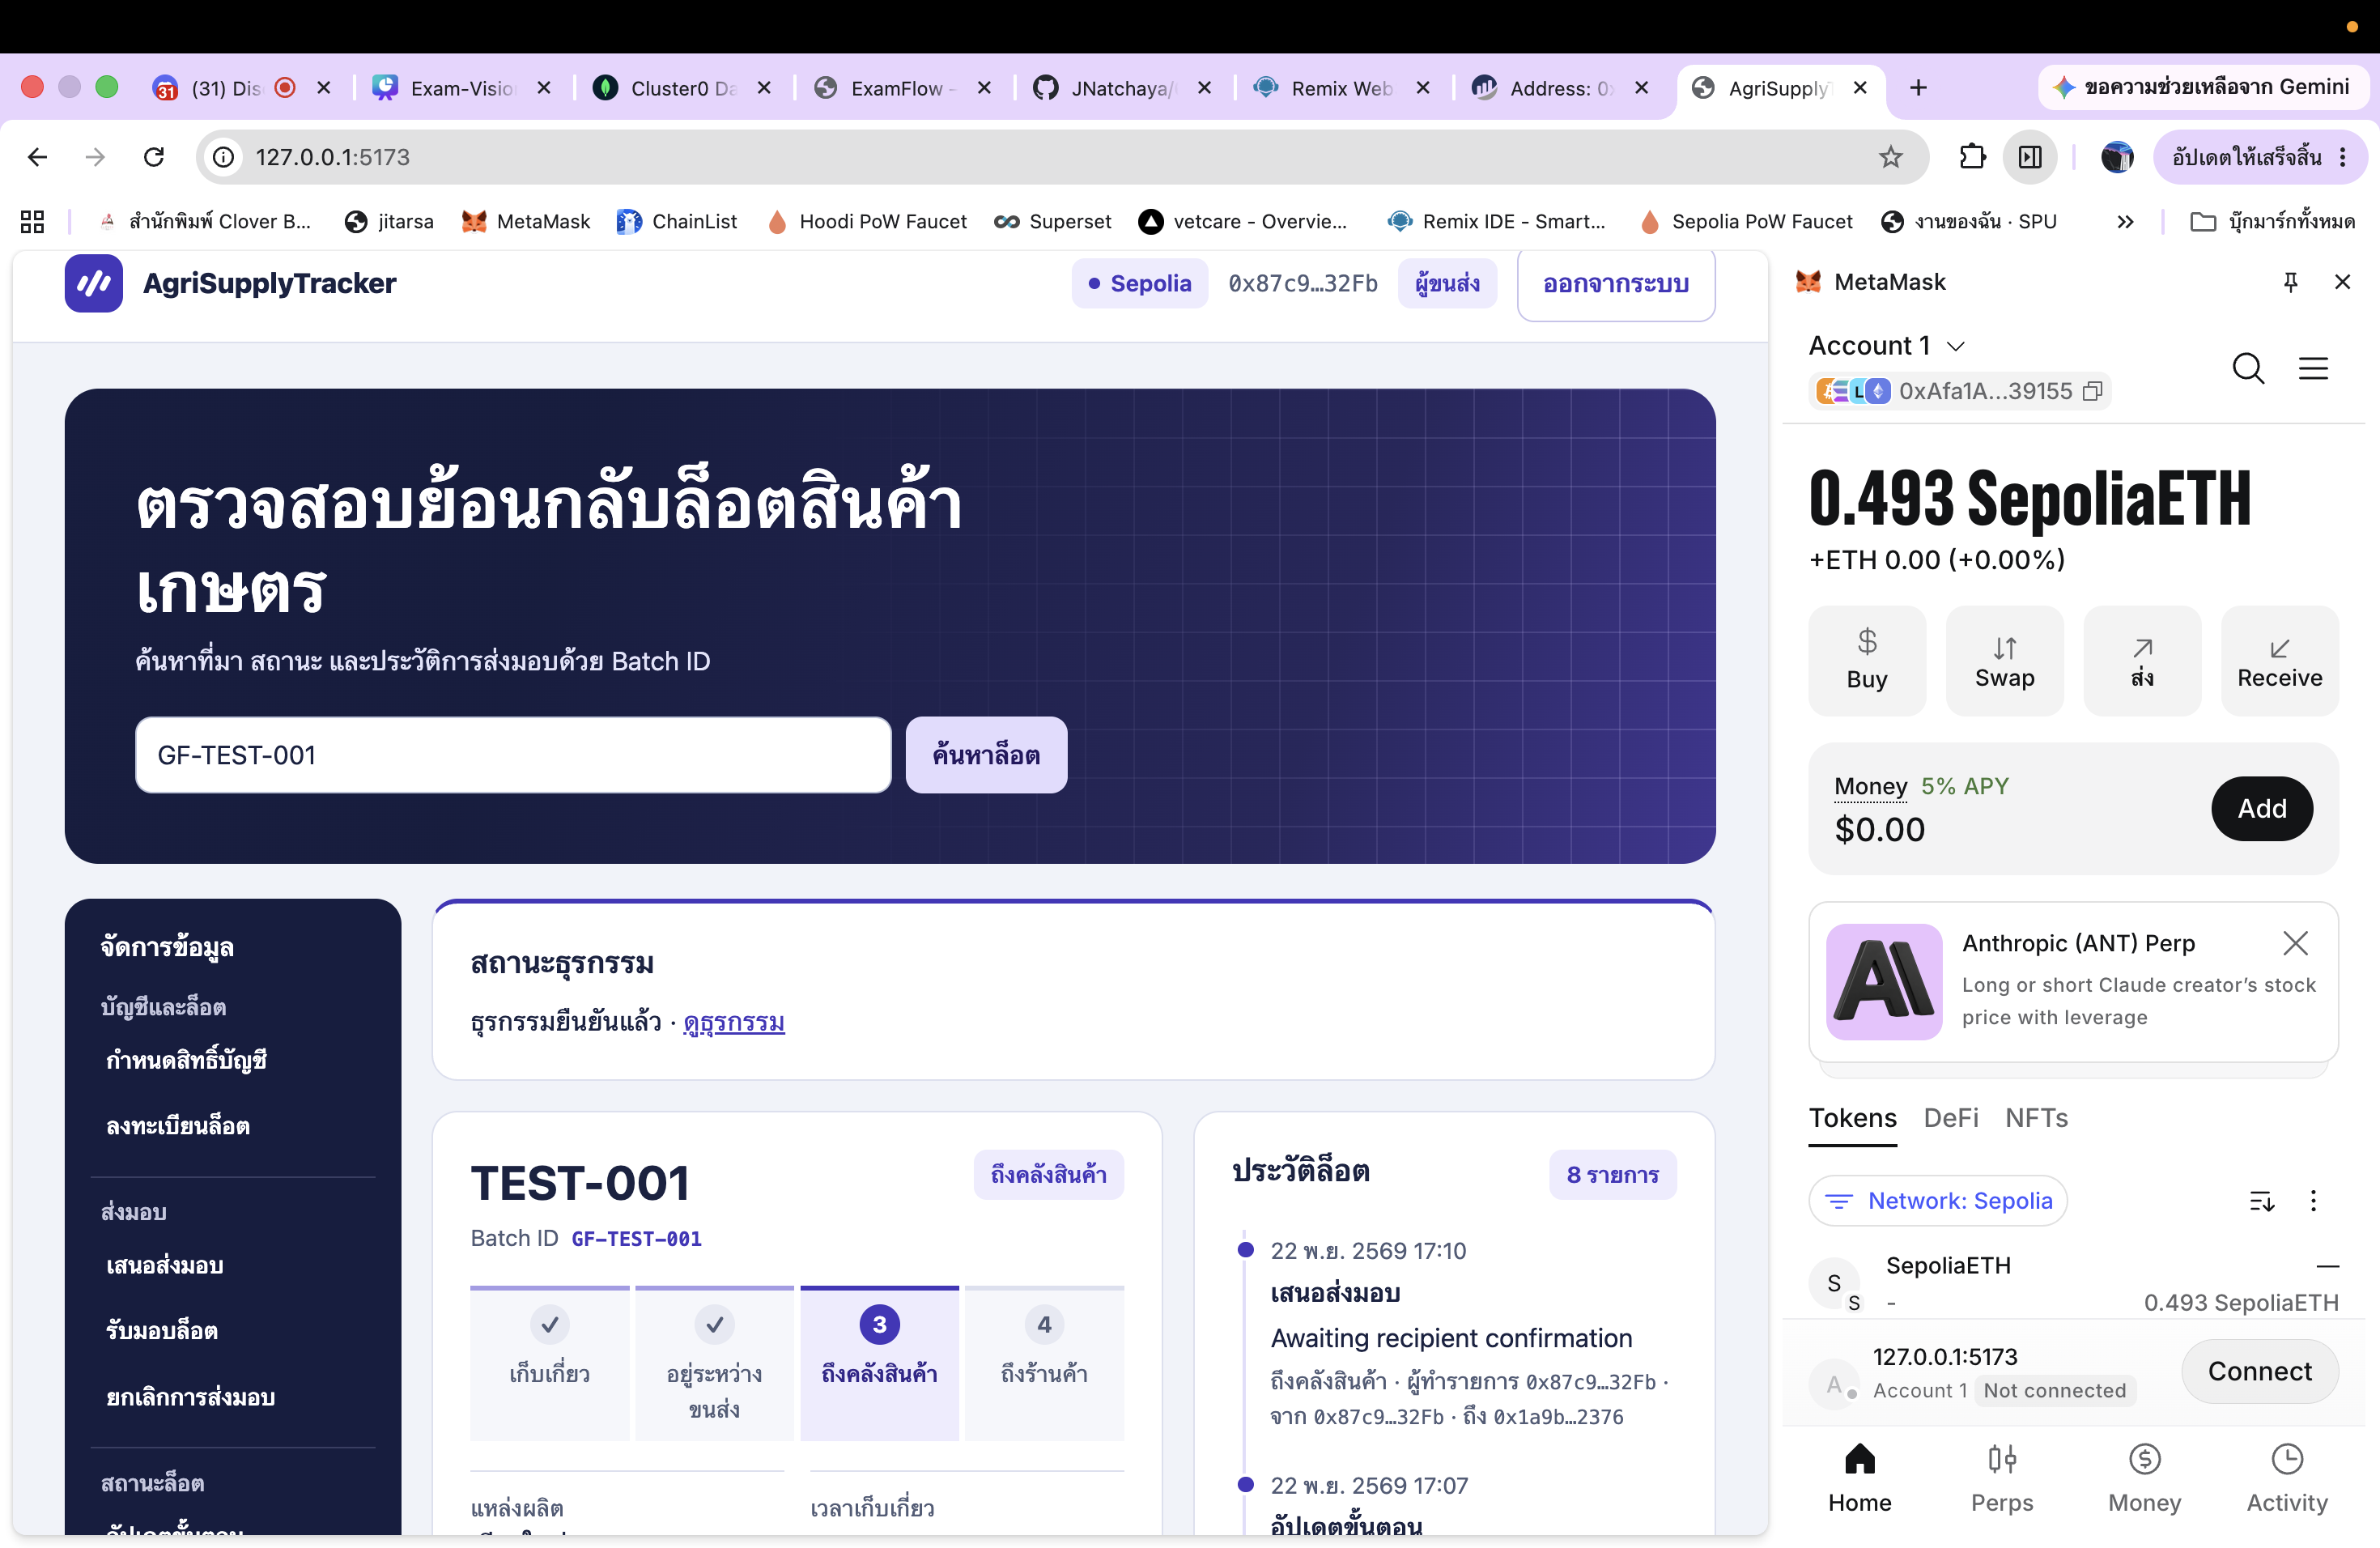 (31) Dis
Exam-Visio
Cluster0 Da
ExamFlow -
JNatchaya/
Remix Web
Address: 0x
AgriSupplyT
ขอความช่วยเหลือจาก Gemini
127.0.0.1:5173
อัปเดตให้เสร็จสิ้น
สำนักพิมพ์ Clover B...
jitarsa
MetaMask
ChainList
Hoodi PoW Faucet
Superset
vetcare - Overvie...
Remix IDE - Smart...
Sepolia PoW Faucet
งานของฉัน · SPU
บุ๊กมาร์กทั้งหมด
AgriSupplyTracker
Sepolia
0x87c9…32Fb
ผู้ขนส่ง
ออกจากระบบ
ตรวจสอบย้อนกลับล็อตสินค้า
เกษตร
ค้นหาที่มา สถานะ และประวัติการส่งมอบด้วย Batch ID
GF-TEST-001
ค้นหาล็อต
จัดการข้อมูล
บัญชีและล็อต
กำหนดสิทธิ์บัญชี
ลงทะเบียนล็อต
ส่งมอบ
เสนอส่งมอบ
รับมอบล็อต
ยกเลิกการส่งมอบ
สถานะล็อต
อัปเดตขั้นตอน
สถานะธุรกรรม
ธุรกรรมยืนยันแล้ว · ดูธุรกรรม
TEST-001
ถึงคลังสินค้า
Batch ID GF-TEST-001
เก็บเกี่ยว
อยู่ระหว่าง
ขนส่ง
3
ถึงคลังสินค้า
4
ถึงร้านค้า
แหล่งผลิต
เวลาเก็บเกี่ยว
ประวัติล็อต
8 รายการ
22 พ.ย. 2569 17:10
เสนอส่งมอบ
Awaiting recipient confirmation
ถึงคลังสินค้า · ผู้ทำรายการ 0x87c9…32Fb ·
จาก 0x87c9…32Fb · ถึง 0x1a9b…2376
22 พ.ย. 2569 17:07
อัปเดตขั้นตอน
MetaMask
Account 1
0xAfa1A...39155
0.493 SepoliaETH
+ETH 0.00 (+0.00%)
Buy
Swap
ส่ง
Receive
Money 5% APY
$0.00
Add
Anthropic (ANT) Perp
Long or short Claude creator’s stock
price with leverage
Tokens
DeFi
NFTs
Network: Sepolia
S
S
SepoliaETH
—
-
0.493 SepoliaETH
A
127.0.0.1:5173
Account 1 Not connected
Connect
Home
Perps
Money
Activity